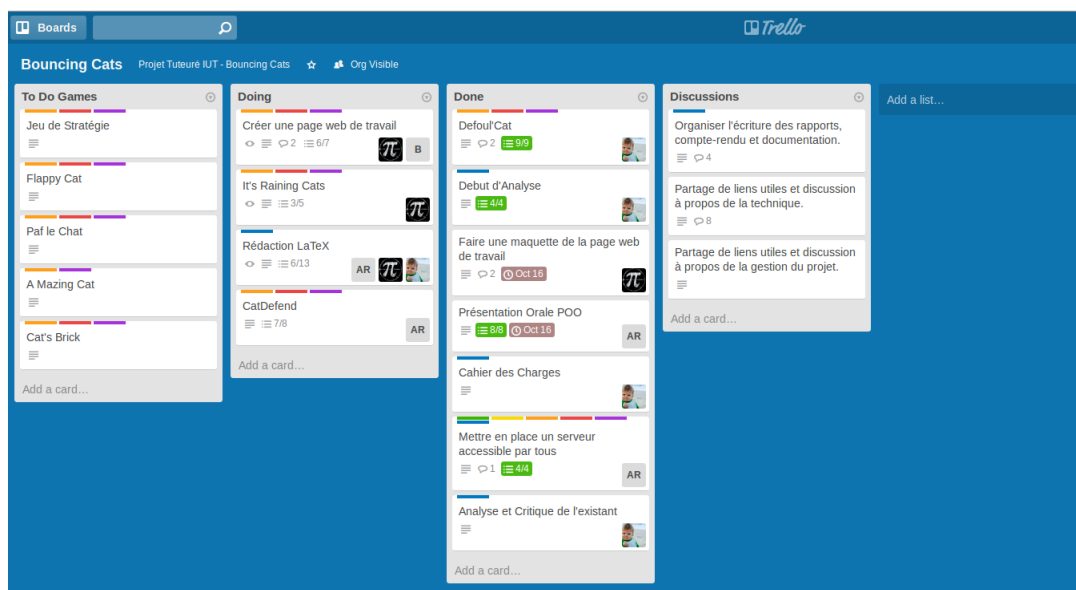 Boards
Trello
Bouncing Cats Projet Tuteuré IUT - Bouncing Cats Org Visible
To Do Games
Jeu de Stratégie
Flappy Cat
Paf le Chat
A Mazing Cat
Cat's Brick
Add a card…
Doing
Créer une page web de travail
2 6/7
B
It's Raining Cats
3/5
Rédaction LaTeX
6/13
AR
CatDefend
7/8
AR
Add a card…
Done
Defoul'Cat
2 9/9
Debut d'Analyse
4/4
Faire une maquette de la page web
de travail
2 Oct 16
Présentation Orale POO
8/8 Oct 16
AR
Cahier des Charges
Mettre en place un serveur
accessible par tous
1 4/4
AR
Analyse et Critique de l'existant
Add a card…
Discussions
Organiser l'écriture des rapports,
compte-rendu et documentation.
4
Partage de liens utiles et discussion
à propos de la technique.
8
Partage de liens utiles et discussion
à propos de la gestion du projet.
Add a card…
Add a list…